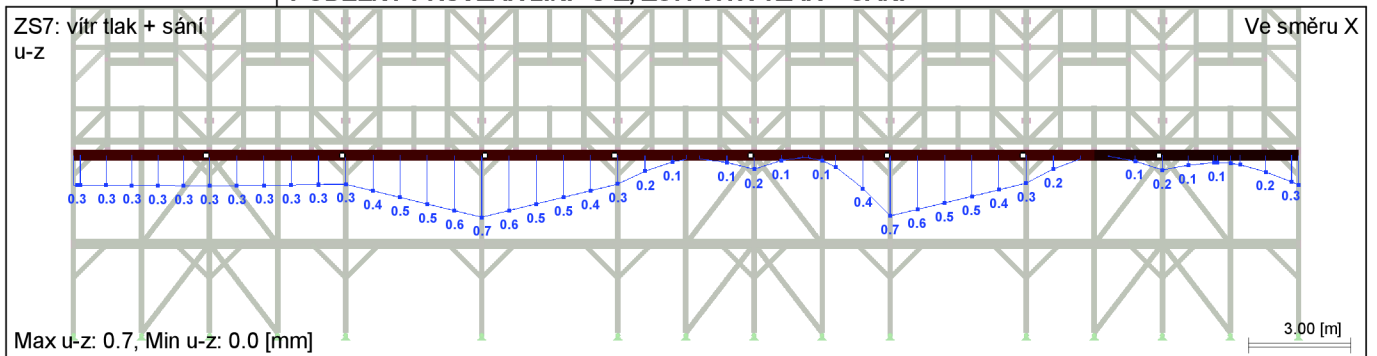 ZS7: vítr tlak + sání
Ve směru X
u-z
0.3 0.3 0.3 0.3 0.3 0.3 0.3 0.3 0.3 0.3 0.3 0.4 0.5 0.5 0.6 0.7 0.6 0.5 0.5 0.4 0.3 0.2 0.1 0.1 0.2 0.1 0.1 0.4 0.7 0.6 0.5 0.5 0.4 0.3 0.2 0.1 0.2 0.1 0.1 0.2 0.3
Max u-z: 0.7, Min u-z: 0.0 [mm]
3.00 [m]